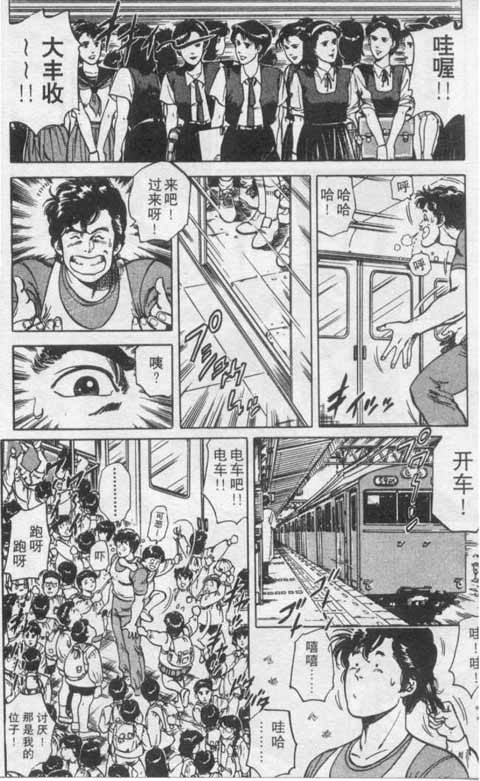 哇喔!!
大丰收
~~!!
呼
哈哈
哈!
呼
来吧!
过来呀!
咦?
开车!
电车吧!!
电车!!
…………
可恶!
吓
跑呀
跑呀
讨厌!
那是我的
位子!
哇!
哇!
嘻嘻……
……哇哈